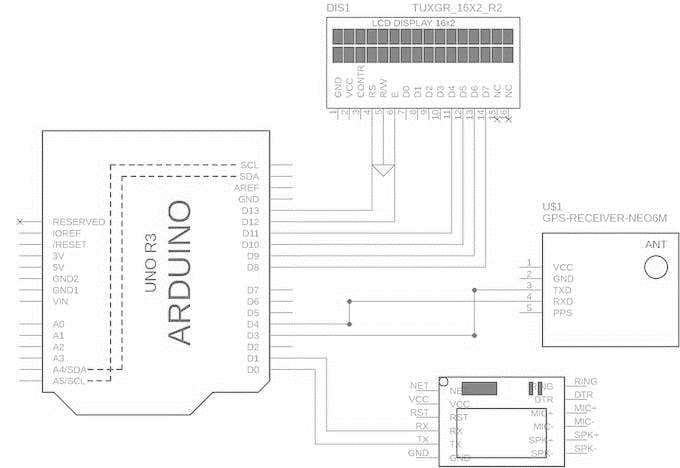 DIS1
TUXGR_16X2_R2
LCD DISPLAY 16x2
GND
VCC
CONTR
RS
R/W
E
D0
D1
D2
D3
D4
D5
D6
D7
NC
NC
1
2
3
4
5
6
7
8
9
10
11
12
13
14
15
16
RESERVED
IOREF
/RESET
3V
5V
GND2
GND1
VIN
A0
A1
A2
A3
A4/SDA
A5/SCL
UNO R3
ARDUINO
SCL
SDA
AREF
GND
D13
D12
D11
D10
D9
D8
D7
D6
D5
D4
D3
D2
D1
D0
U$1
GPS-RECEIVER-NEO6M
ANT
1 VCC
2 GND
3 TXD
4 RXD
5 PPS
NET
VCC
RST
RX
TX
GND
NET
VCC
RST
RX
TX
GND
RING
DTR
MIC+
MIC-
SPK+
SPK-
RING
DTR
MIC+
MIC-
SPK+
SPK-